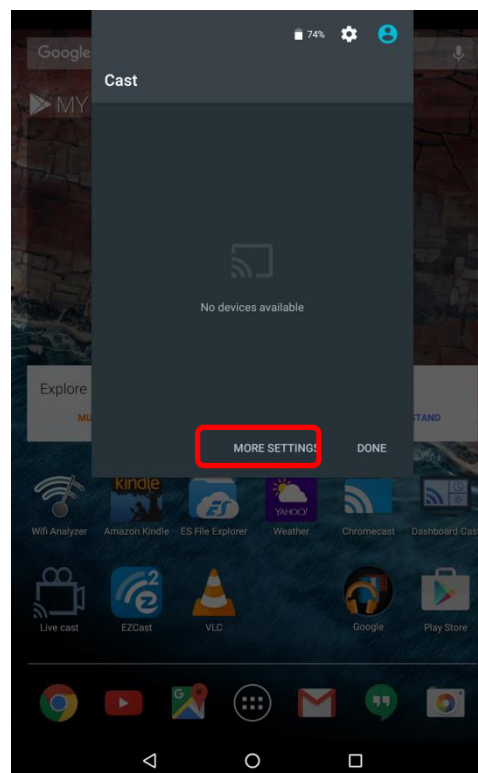 74%
Google
Cast
MY
No devices available
Explore
MU
STAND
MORE SETTINGS
DONE
kindle
YAHOO!
Wifi Analyzer
Amazon Kindle
ES File Explorer
Weather
Chromecast
Dashboard Cas
2
Live cast
EZCast
VLC
Google
Play Store
G